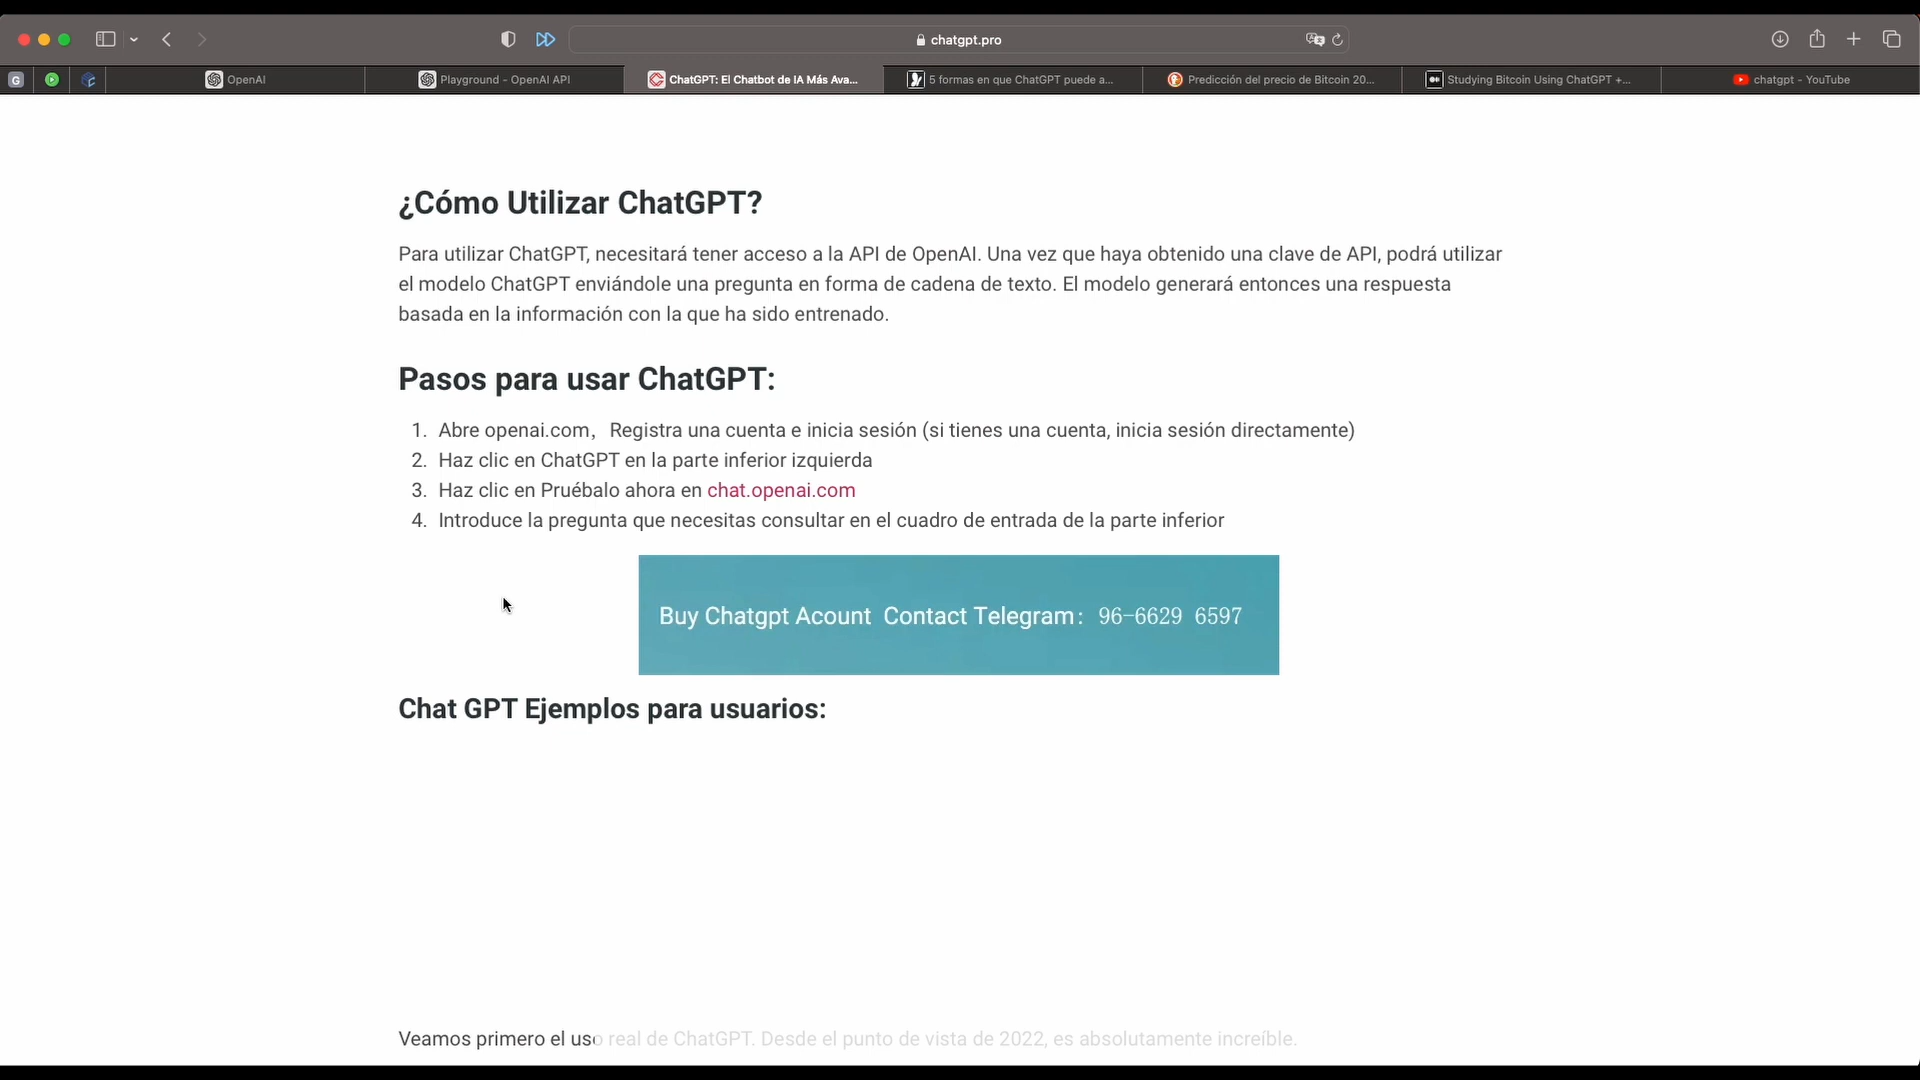 chatgpt.pro
G
OpenAI
Playground - OpenAI API
ChatGPT: El Chatbot de IA Más Ava...
5 formas en que ChatGPT puede a...
Predicción del precio de Bitcoin 20...
Studying Bitcoin Using ChatGPT +...
chatgpt - YouTube
¿Cómo Utilizar ChatGPT?
Para utilizar ChatGPT, necesitará tener acceso a la API de OpenAI. Una vez que haya obtenido una clave de API, podrá utilizar
el modelo ChatGPT enviándole una pregunta en forma de cadena de texto. El modelo generará entonces una respuesta
basada en la información con la que ha sido entrenado.
Pasos para usar ChatGPT:
1. Abre openai.com，Registra una cuenta e inicia sesión (si tienes una cuenta, inicia sesión directamente)
2. Haz clic en ChatGPT en la parte inferior izquierda
3. Haz clic en Pruébalo ahora en chat.openai.com
4. Introduce la pregunta que necesitas consultar en el cuadro de entrada de la parte inferior
Buy Chatgpt Acount Contact Telegram：96-6629 6597
Chat GPT Ejemplos para usuarios:
Veamos primero el uso real de ChatGPT. Desde el punto de vista de 2022, es absolutamente increíble.